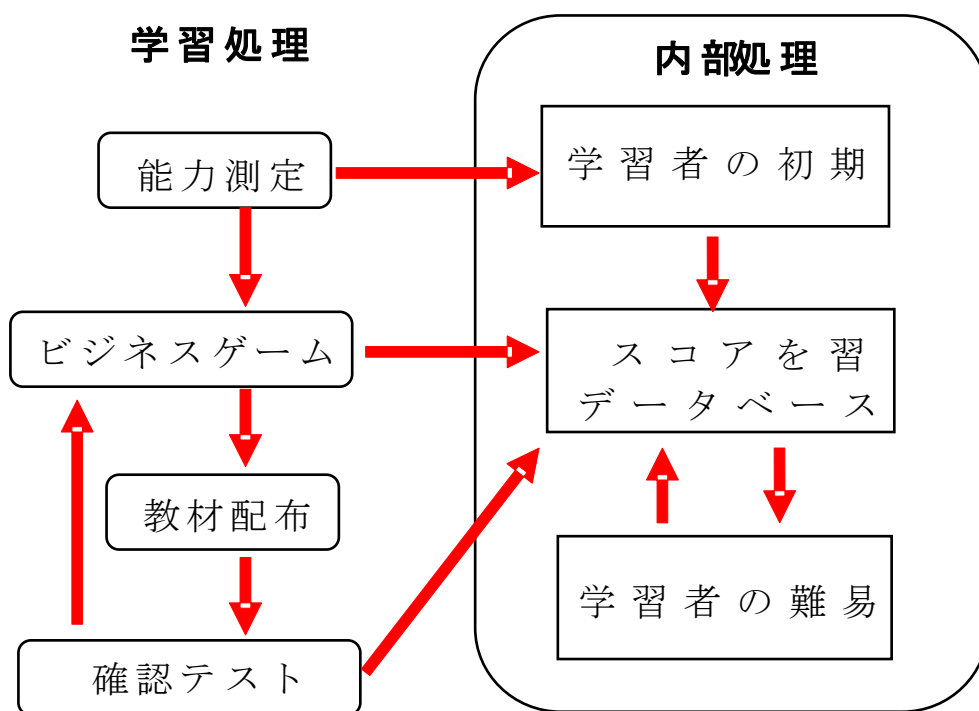 学習処理
内部処理
能力測定
学習者の初期
ビジネスゲーム
スコアを習
データベース
教材配布
学習者の難易
確認テスト